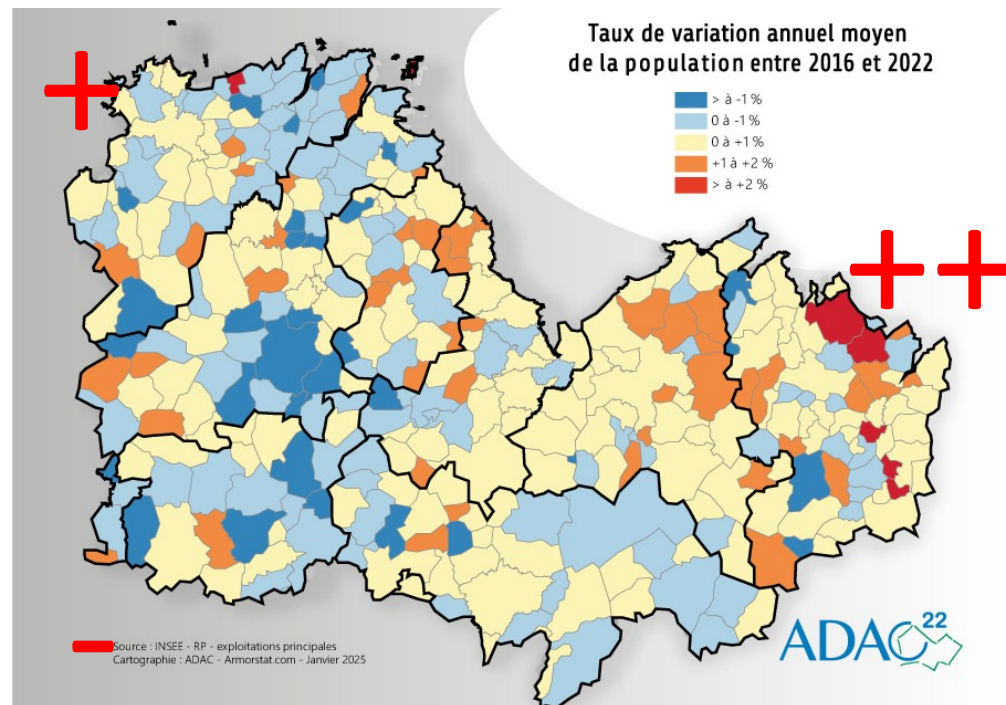 Taux de variation annuel moyen
de la population entre 2016 et 2022
> à -1 %
0 à -1 %
0 à +1 %
+1 à +2 %
> à +2 %
Source : INSEE - RP - exploitations principales
Cartographie : ADAC - Armorstat.com - Janvier 2025
ADAC 22